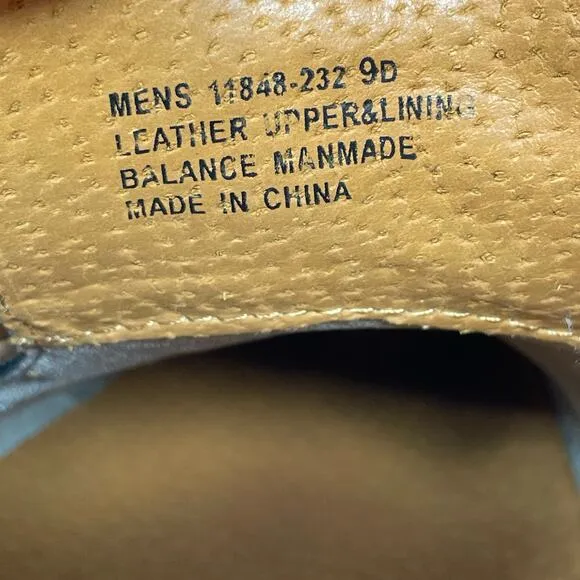 MENS 11848-232 9D
LEATHER UPPER&LINING
BALANCE MANMADE
MADE IN CHINA